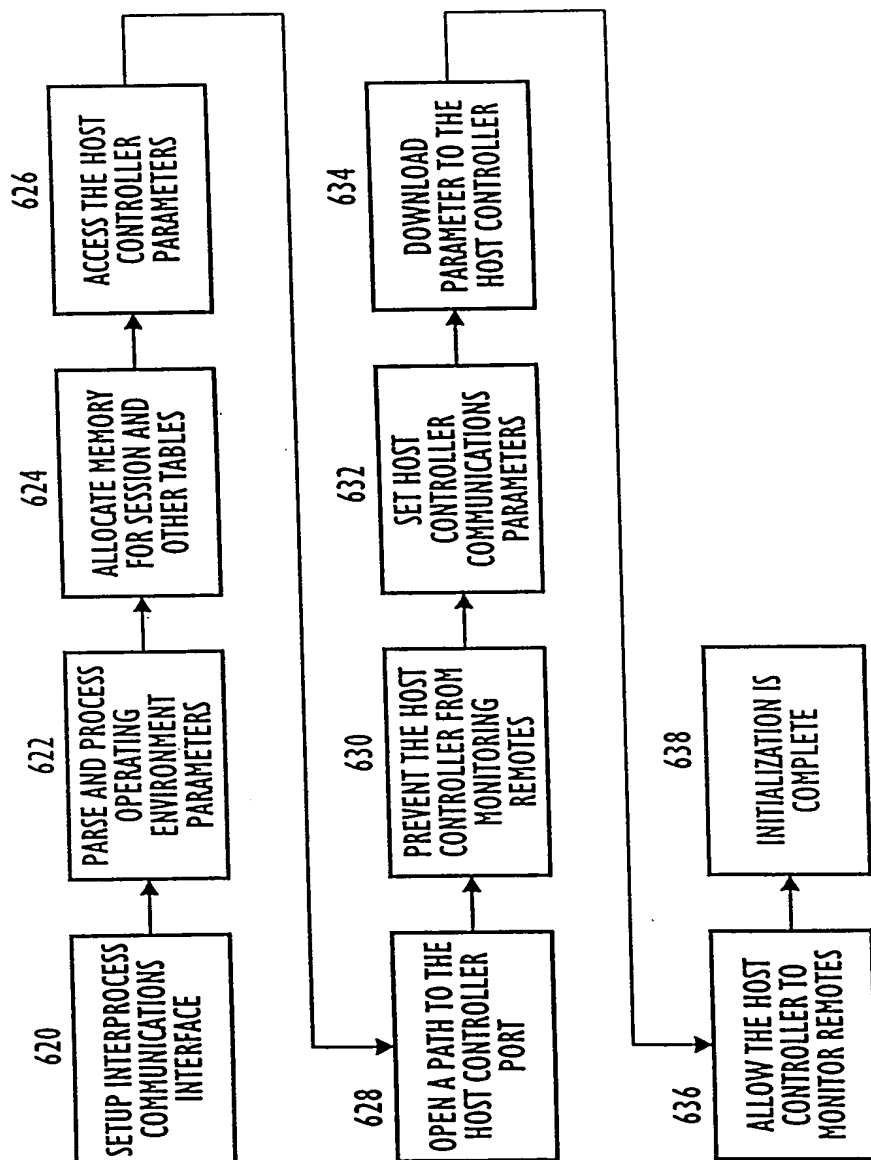 620
SETUP INTERPROCESS
COMMUNICATIONS
INTERFACE
622
PARSE AND PROCESS
OPERATING
ENVIRONMENT
PARAMETERS
624
ALLOCATE MEMORY
FOR SESSION AND
OTHER TABLES
626
ACCESS THE HOST
CONTROLLER
PARAMETERS
628
OPEN A PATH TO THE
HOST CONTROLLER
PORT
630
PREVENT THE HOST
CONTROLLER FROM
MONITORING
REMOTES
632
SET HOST
CONTROLLER
COMMUNICATIONS
PARAMETERS
634
DOWNLOAD
PARAMETER TO THE
HOST CONTROLLER
636
ALLOW THE HOST
CONTROLLER TO
MONITOR REMOTES
638
INITIALIZATION IS
COMPLETE